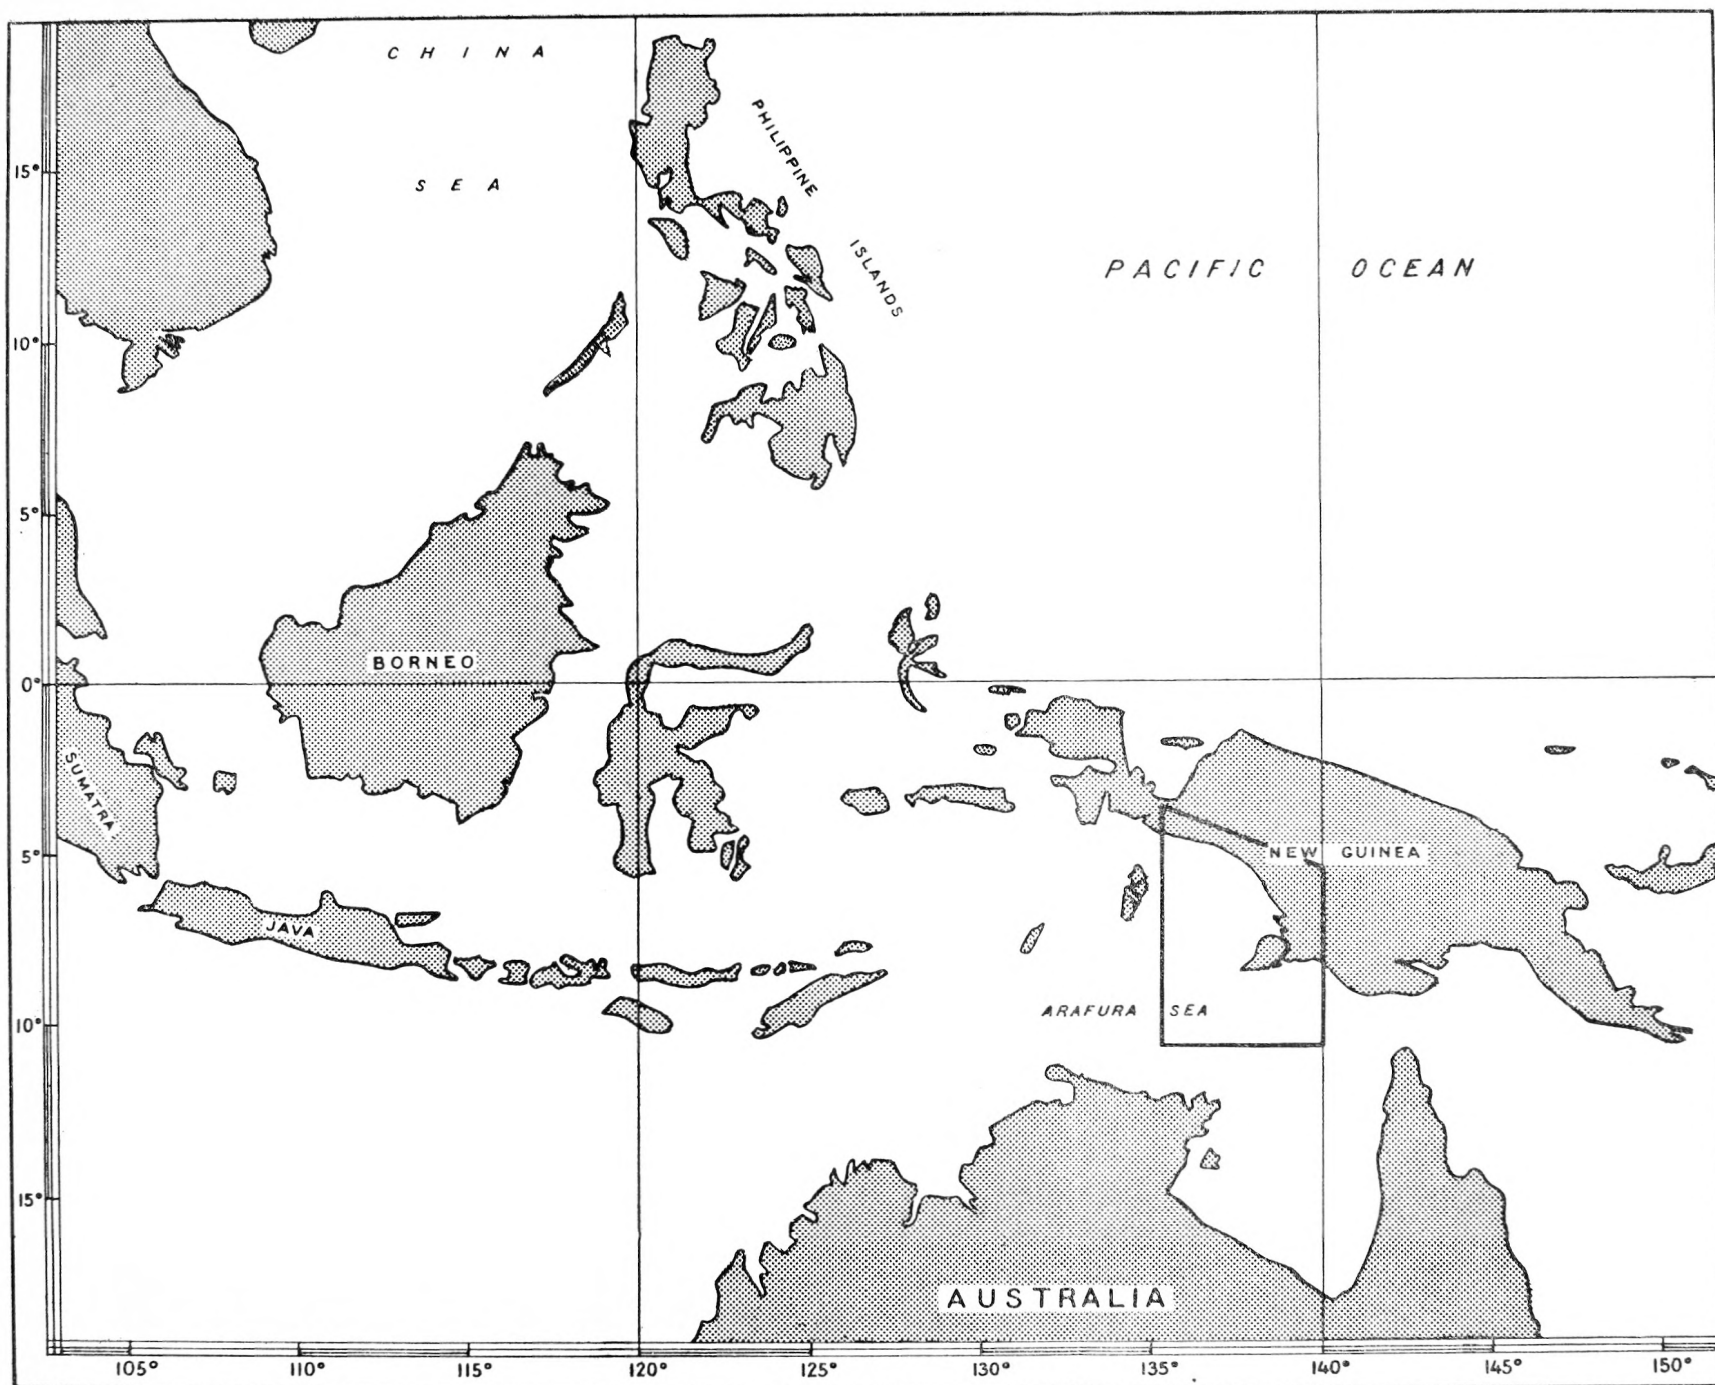 CHINA
SEA
PHILIPPINE
ISLANDS
PACIFIC OCEAN
15°
10°
5°
BORNEO
0°
SUMATRA
5°
NEW GUINEA
JAVA
ARAFURA SEA
10°
15°
AUSTRALIA
105° 110° 115° 120° 125° 130° 135° 140° 145° 150°